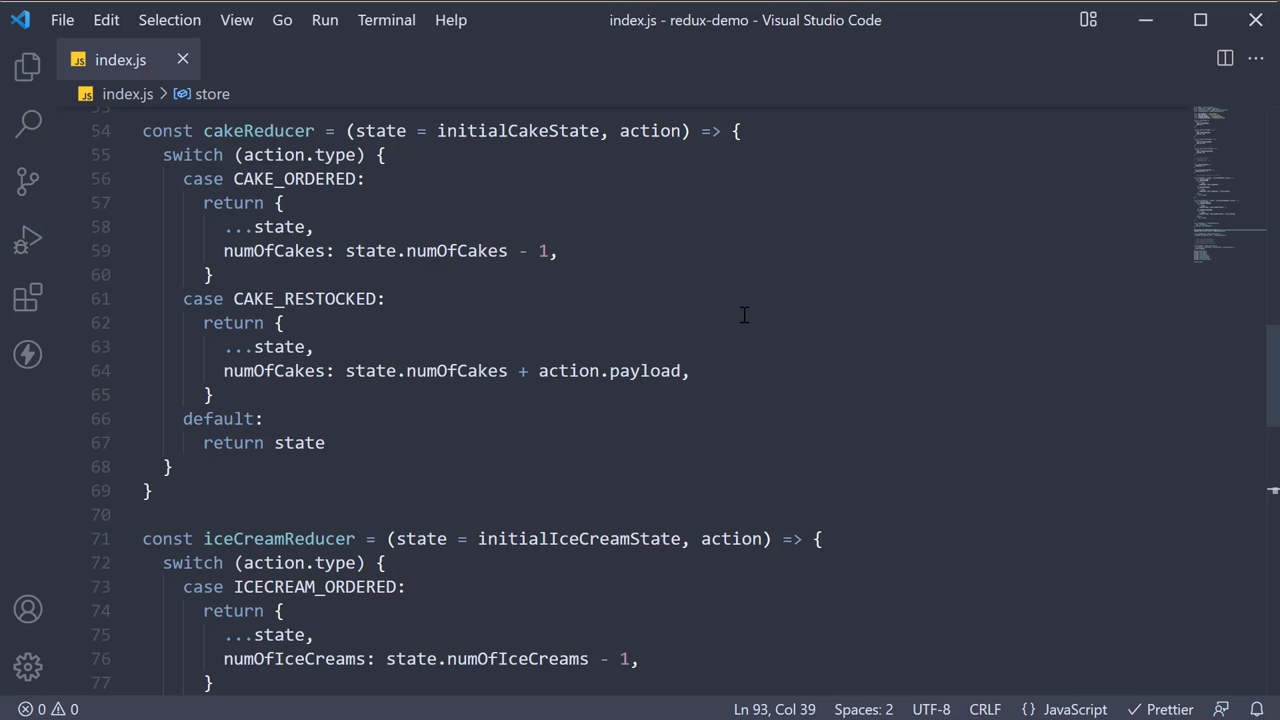 File Edit Selection View Go Run Terminal Help index.js - redux-demo - Visual Studio Code
JS index.js
JS index.js > store
53
54 const cakeReducer = (state = initialCakeState, action) => {
55 switch (action.type) {
56 case CAKE_ORDERED:
57 return {
58 ...state,
59 numOfCakes: state.numOfCakes - 1,
60 }
61 case CAKE_RESTOCKED:
62 return {
63 ...state,
64 numOfCakes: state.numOfCakes + action.payload,
65 }
66 default:
67 return state
68 }
69 }
70
71 const iceCreamReducer = (state = initialIceCreamState, action) => {
72 switch (action.type) {
73 case ICECREAM_ORDERED:
74 return {
75 ...state,
76 numOfIceCreams: state.numOfIceCreams - 1,
77 }
0 0 Ln 93, Col 39 Spaces: 2 UTF-8 CRLF {} JavaScript Prettier